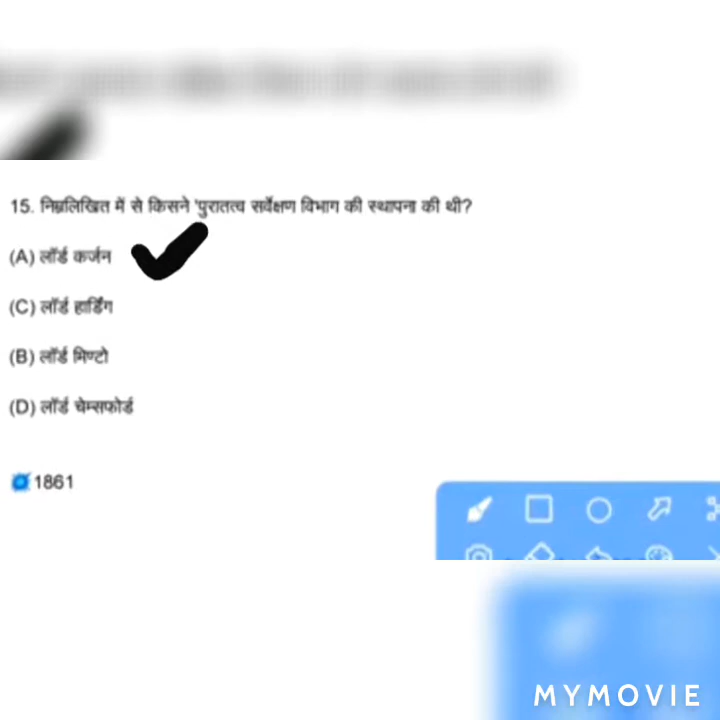 15. निम्नलिखित में से किसने 'पुरातत्व सर्वेक्षण विभाग की स्थापना की थी?
(A) लॉर्ड कर्जन
(C) लॉर्ड हार्डिंग
(B) लॉर्ड मिण्टो
(D) लॉर्ड चेम्सफोर्ड
1861
MYMOVIE